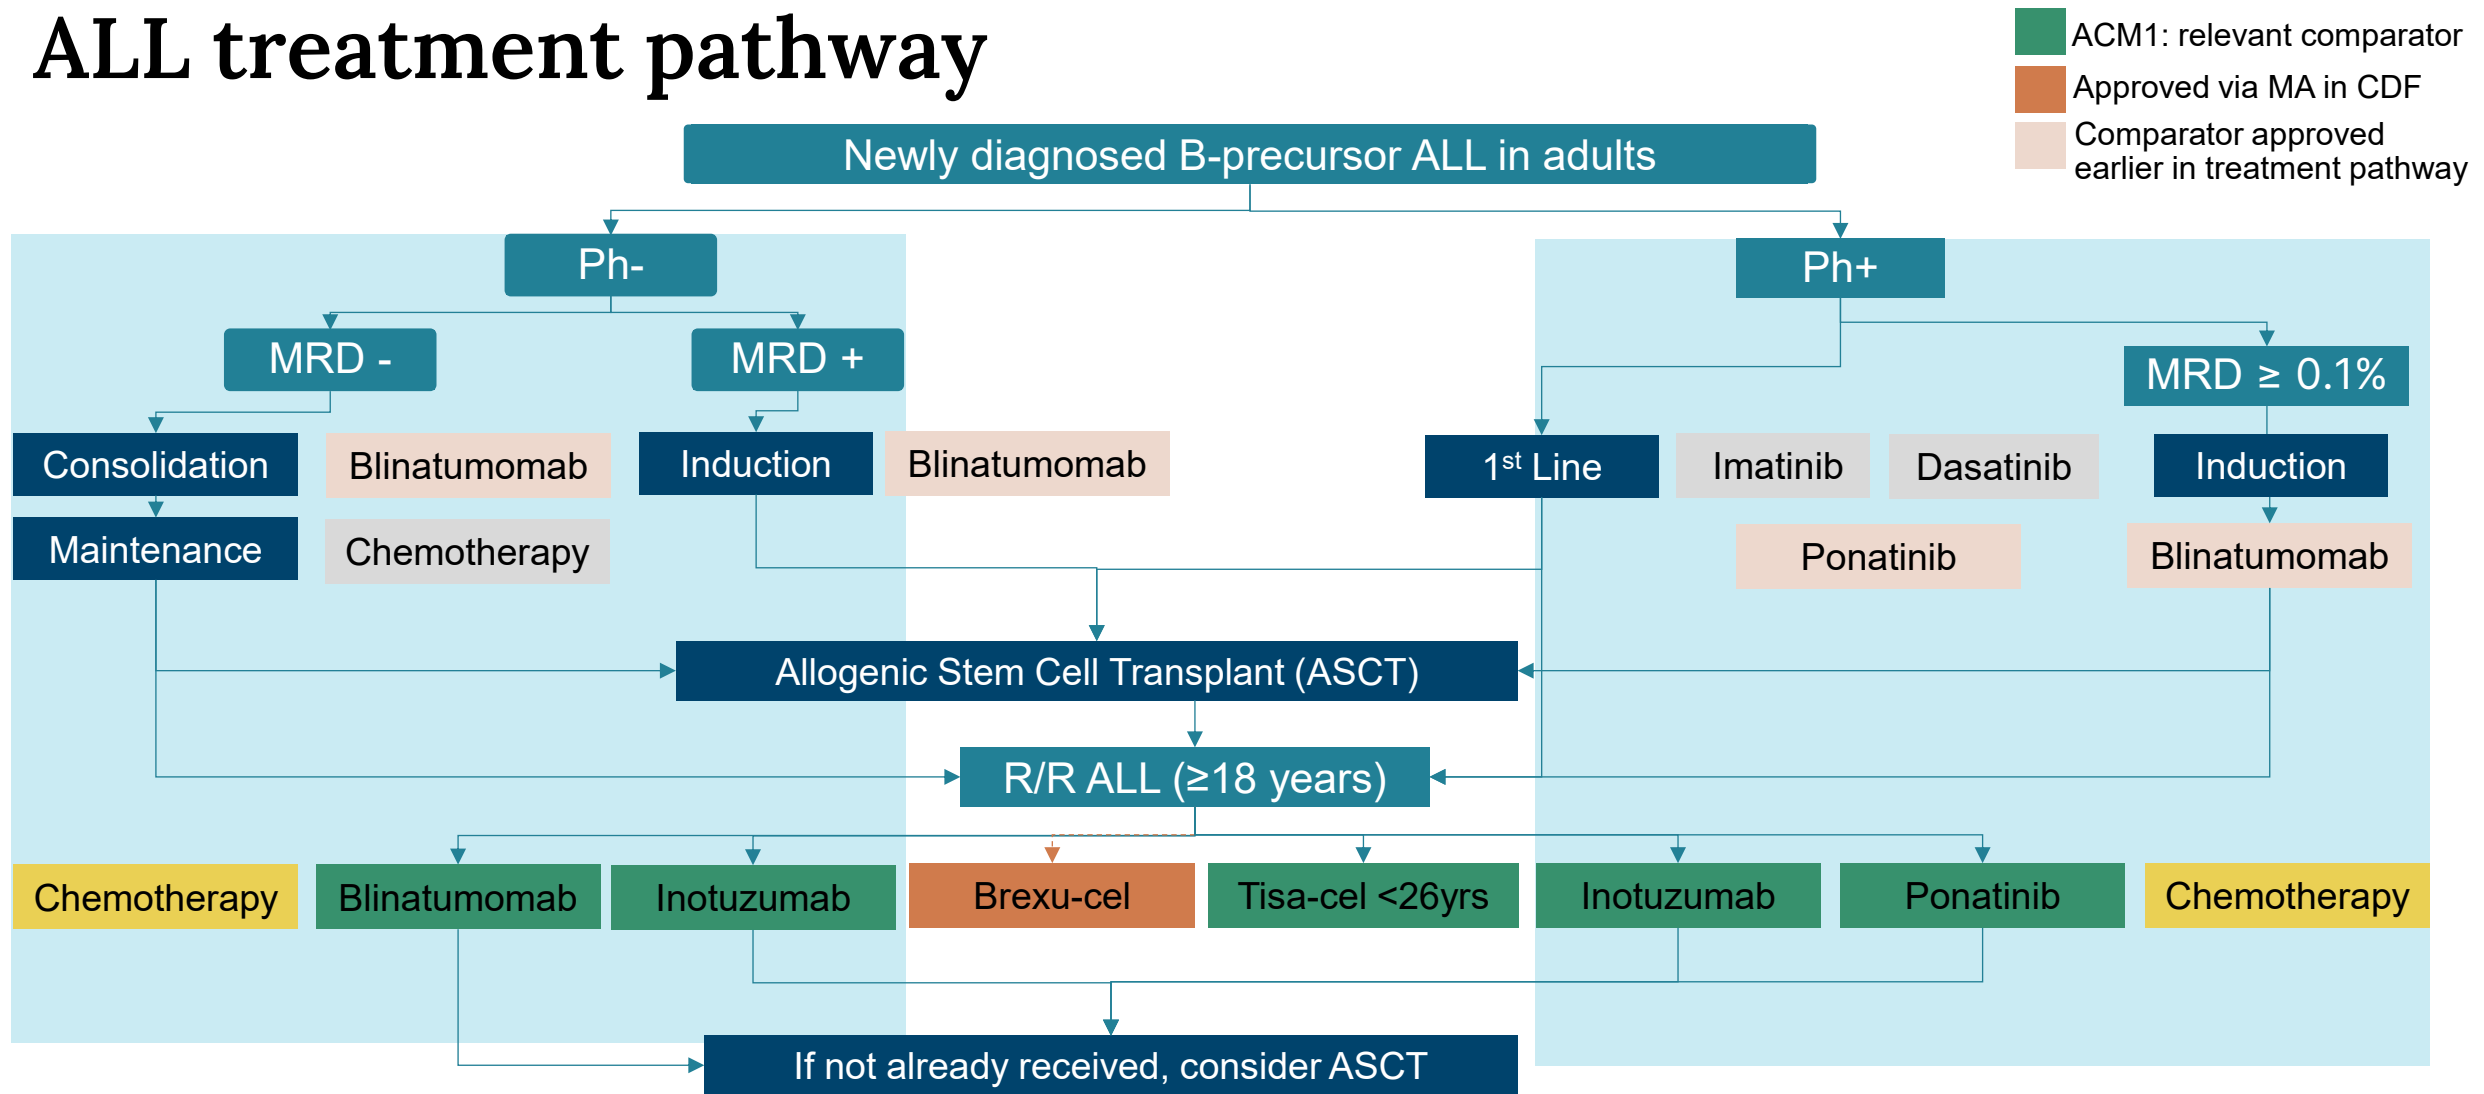 ALL treatment pathway
ACM1: relevant comparator
Approved via MA in CDF
Comparator approved
earlier in treatment pathway
Newly diagnosed B-precursor ALL in adults
Ph-
Ph+
MRD -
MRD +
MRD ≥ 0.1%
Consolidation
Blinatumomab
Induction
Blinatumomab
1st Line
Imatinib
Dasatinib
Induction
Maintenance
Chemotherapy
Ponatinib
Blinatumomab
Allogenic Stem Cell Transplant (ASCT)
R/R ALL (≥18 years)
Chemotherapy
Blinatumomab
Inotuzumab
Brexu-cel
Tisa-cel <26yrs
Inotuzumab
Ponatinib
Chemotherapy
If not already received, consider ASCT